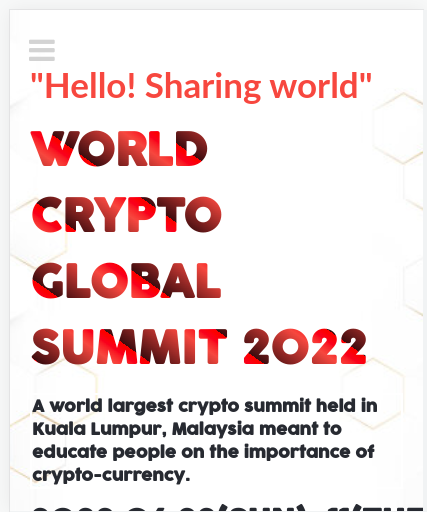 "Hello! Sharing world"
WORLD
CRYPTO
GLOBAL
SUMMIT 2022
A world largest crypto summit held in
Kuala Lumpur, Malaysia meant to
educate people on the importance of
crypto-currency.